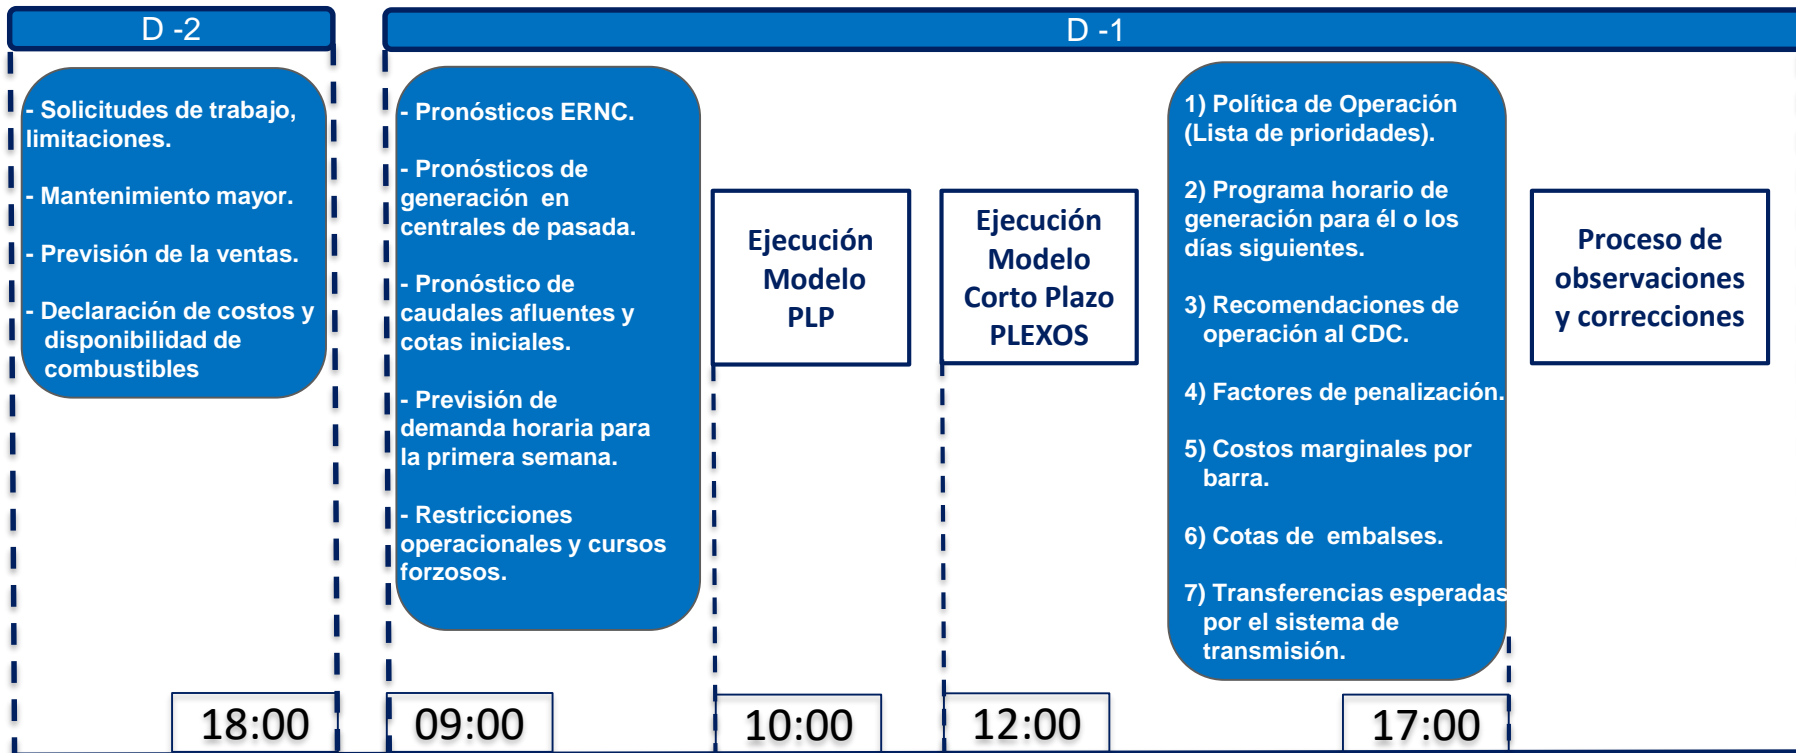 D -2
D -1
- Solicitudes de trabajo,
limitaciones.
- Mantenimiento mayor.
- Previsión de la ventas.
- Declaración de costos y
disponibilidad de
combustibles
- Pronósticos ERNC.
- Pronósticos de
generación en
centrales de pasada.
- Pronóstico de
caudales afluentes y
cotas iniciales.
- Previsión de
demanda horaria para
la primera semana.
- Restricciones
operacionales y cursos
forzosos.
Ejecución
Modelo
PLP
Ejecución
Modelo
Corto Plazo
PLEXOS
1) Política de Operación
(Lista de prioridades).
2) Programa horario de
generación para él o los
días siguientes.
3) Recomendaciones de
operación al CDC.
4) Factores de penalización.
5) Costos marginales por
barra.
6) Cotas de embalses.
7) Transferencias esperadas
por el sistema de
transmisión.
Proceso de
observaciones
y correcciones
18:00
09:00
10:00
12:00
17:00